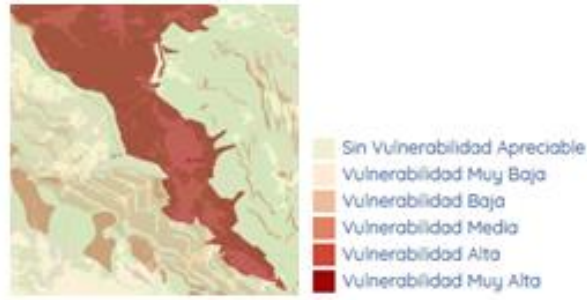 Sin Vulnerabilidad Apreciable
Vulnerabilidad Muy Baja
Vulnerabilidad Baja
Vulnerabilidad Media
Vulnerabilidad Alta
Vulnerabilidad Muy Alta